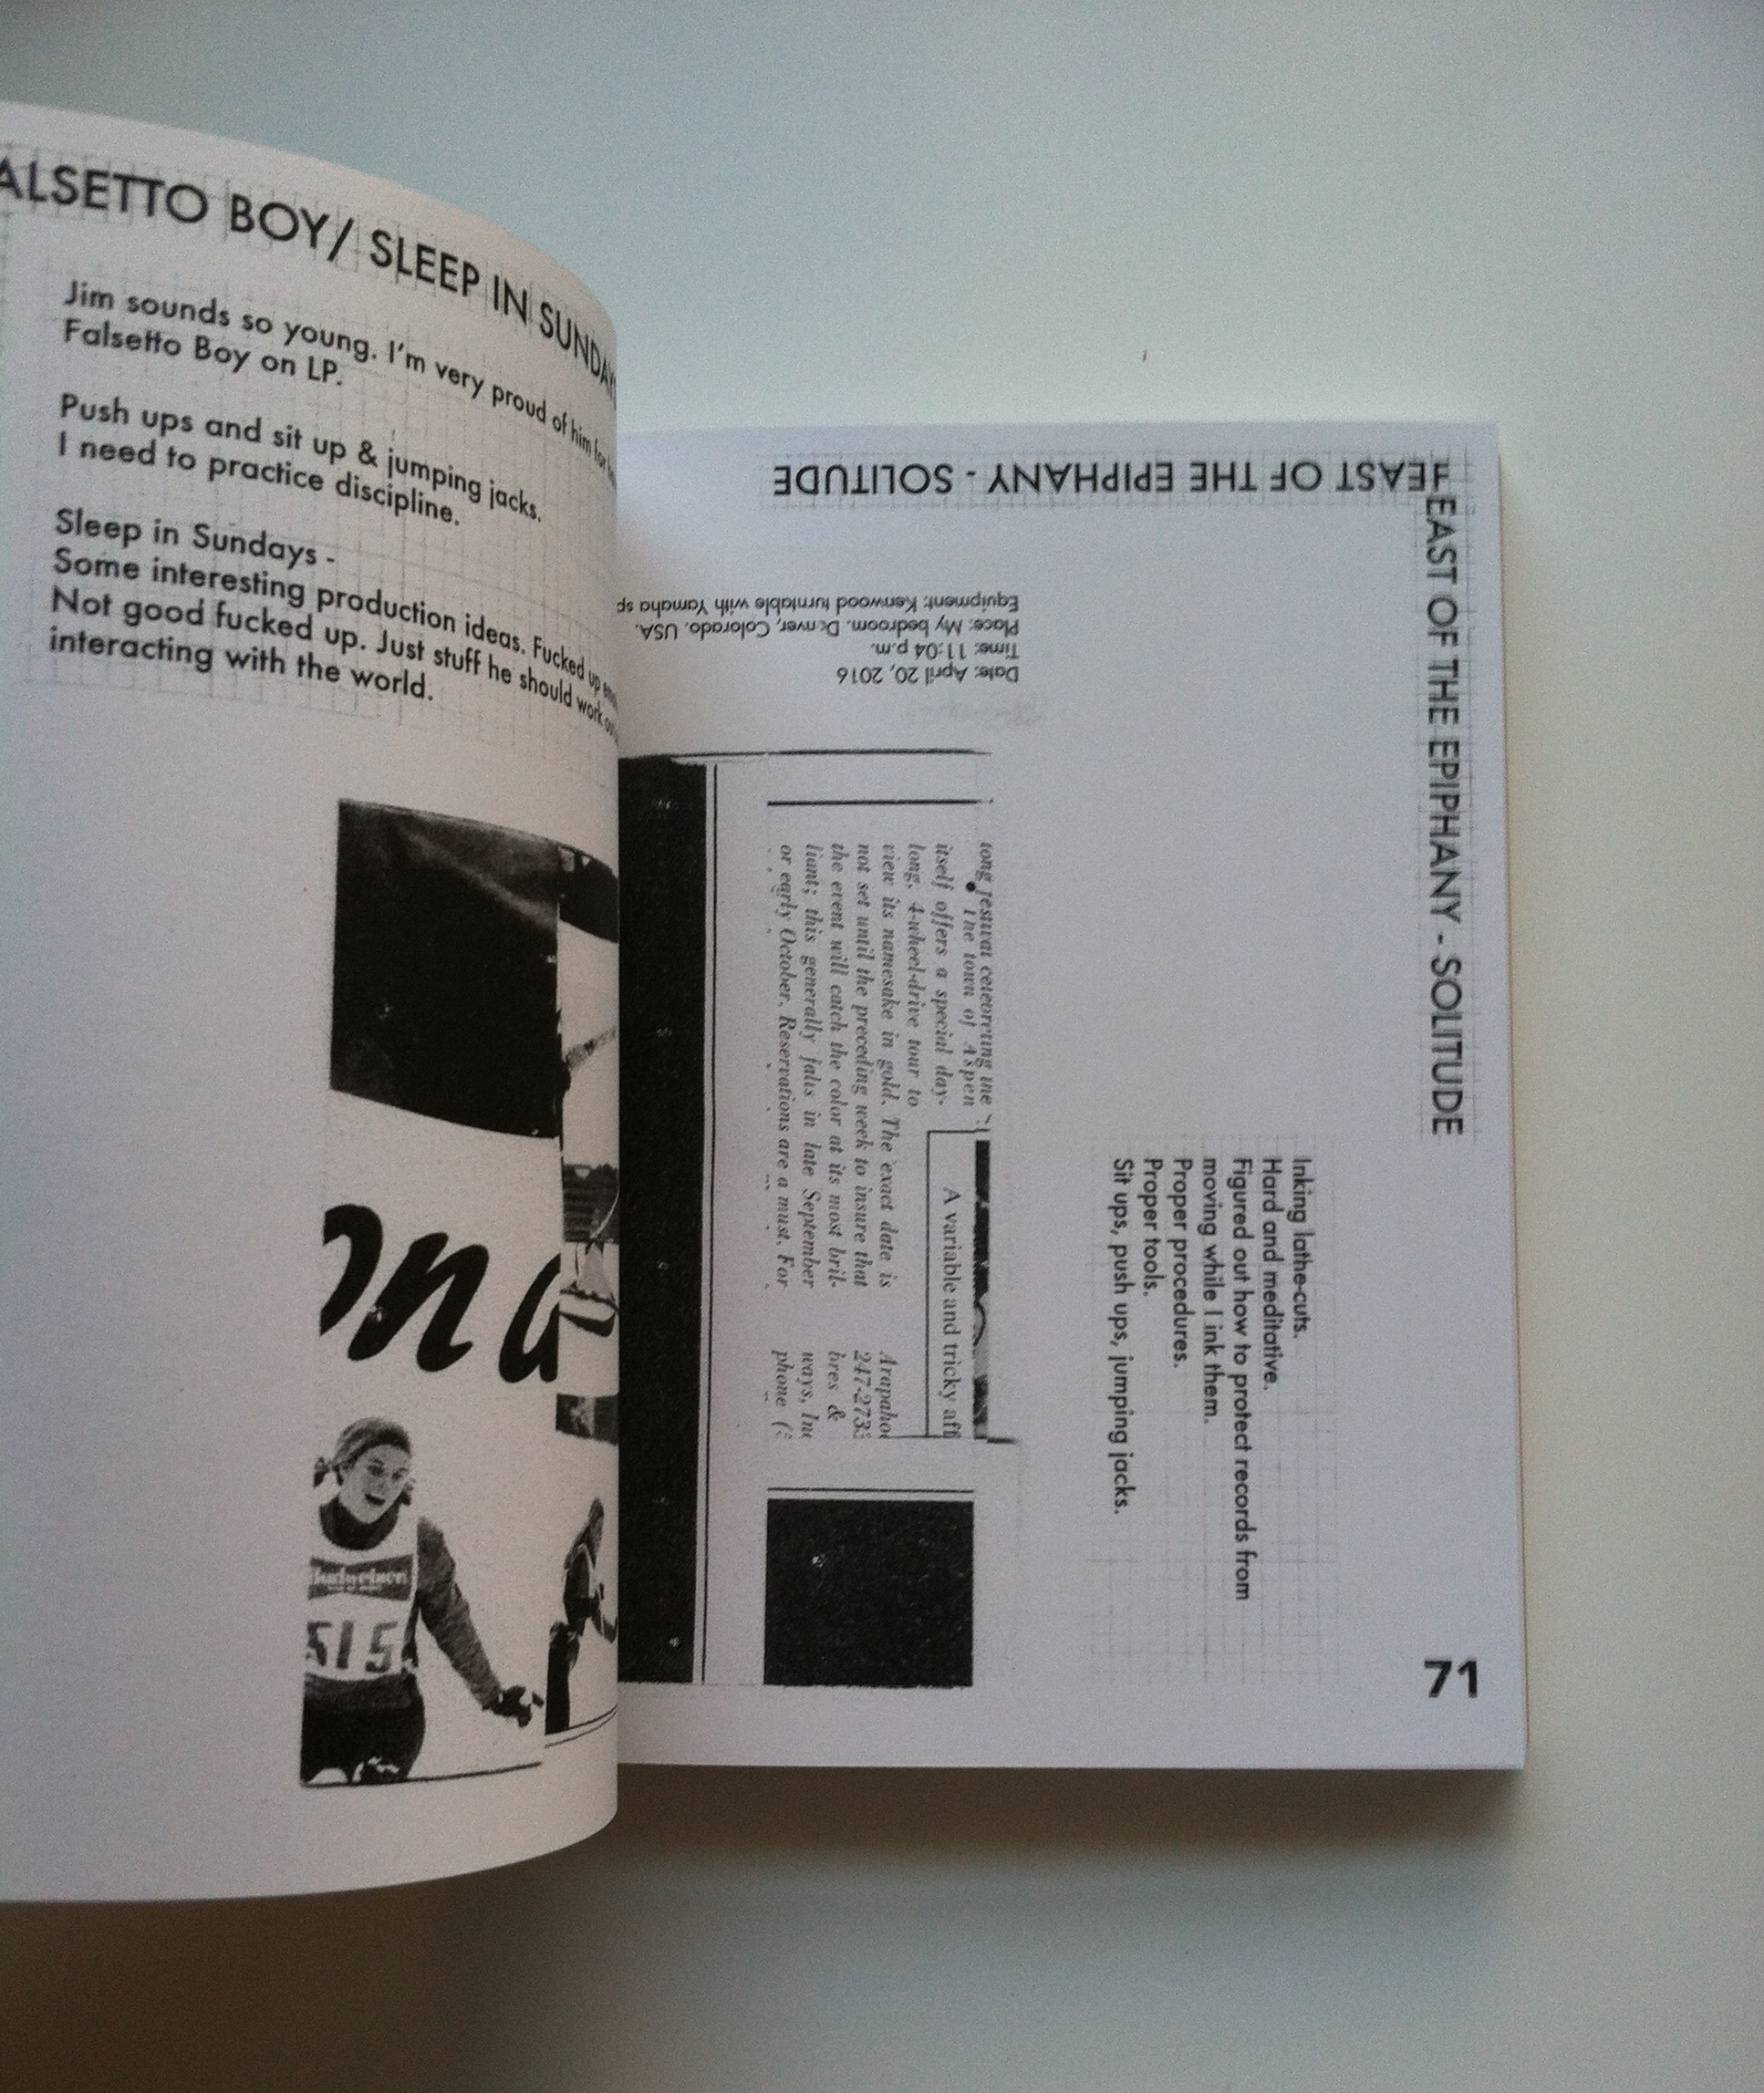 ALSETTO BOY/ SLEEP IN SUNDAY
Jim sounds so young. I'm very proud of him for
Falsetto Boy on LP.
Push ups and sit up & jumping jacks.
I need to practice discipline.
Sleep in Sundays -
Some interesting production ideas. Fucked up
Not good fucked up. Just stuff he should work
interacting with the world.
on a
Budweiser
515
FEAST OF THE EPIPHANY - SOLITUDE
EAST OF THE EPIPHANY - SOLITUDE
Date: April 20, 2016
Time: 11:04 p.m.
Place: My bedroom. Denver, Colorado. USA.
Equipment: Kenwood turntable with Yamaha sp
The town of Aspen
itself offers a special day-
long, 4-wheel-drive tour to
view its namesake in gold. The exact date is
not set until the preceding week to insure that
the event will catch the color at its most bril-
liant; this generally falls in late September
or early October. Reservations are a must. For
A variable and tricky aff
Arapahoe
247-273
bres &
ways, Inc
phone (
Inking lathe-cuts.
Hard and meditative.
Figured out how to protect records from
moving while I ink them.
Proper procedures.
Proper tools.
Sit ups, push ups, jumping jacks.
71